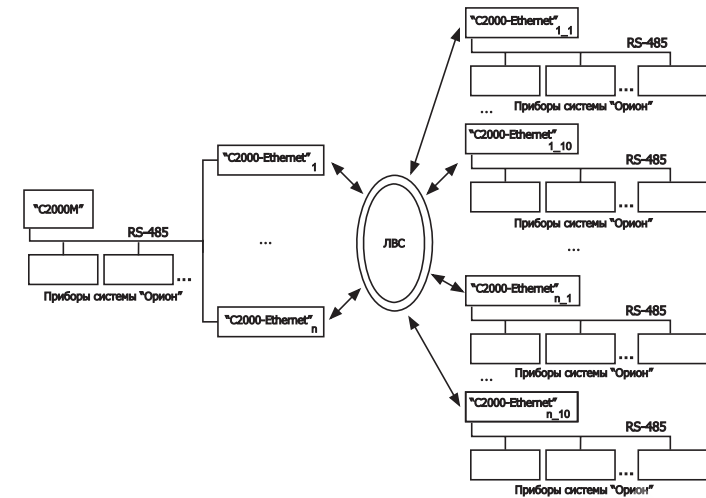 “С2000М”
RS-485
...
Приборы системы “Орион”
“С2000-Ethernet”
1
...
“С2000-Ethernet”
n
ЛВС
“С2000-Ethernet”
1_1
RS-485
...
Приборы системы “Орион”
...
“С2000-Ethernet”
1_10
RS-485
...
Приборы системы “Орион”
...
“С2000-Ethernet”
n_1
RS-485
...
Приборы системы “Орион”
...
“С2000-Ethernet”
n_10
RS-485
...
Приборы системы “Орион”